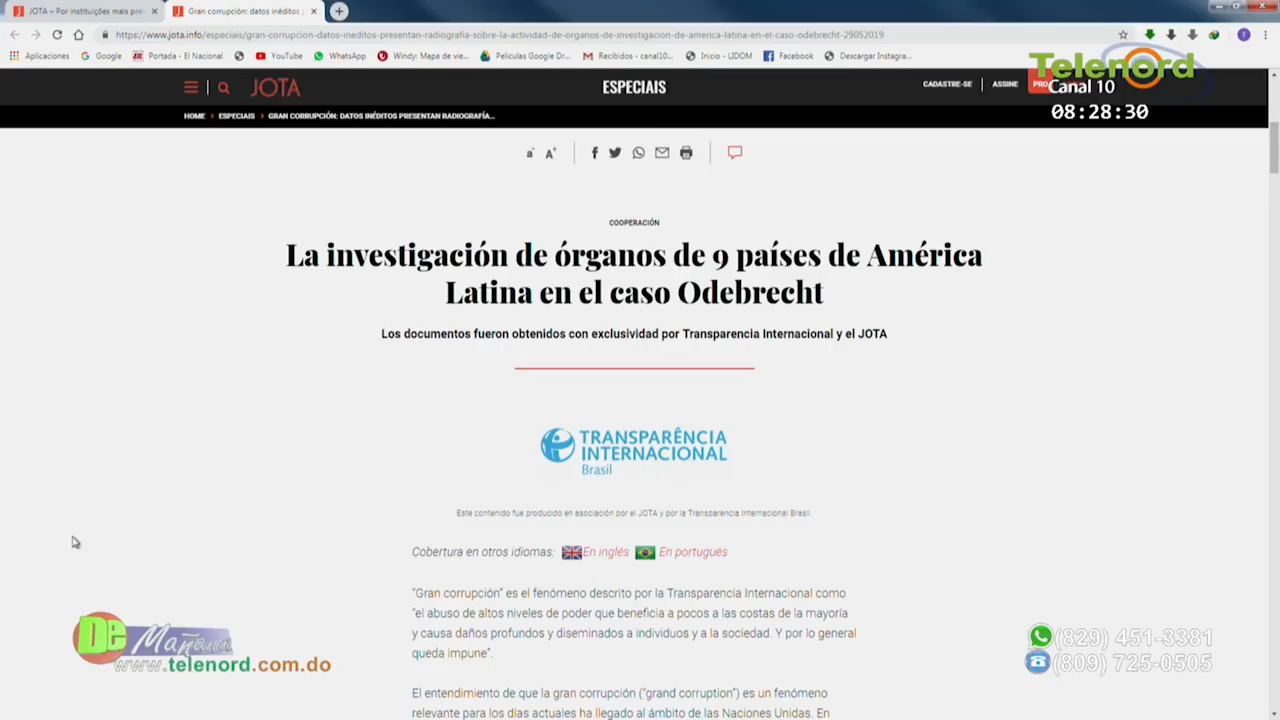 JOTA – Por instituições mais pre
Gran corrupción: datos inéditos
https://www.jota.info/especiais/gran-corrupcion-datos-ineditos-presentan-radiografia-sobre-la-actividad-de-organos-de-investigacion-de-america-latina-en-el-caso-odebrecht-29052019
Aplicaciones
Google
Portada - El Nacional
YouTube
WhatsApp
Windy: Mapa de vie...
Peliculas Google Dr...
Recibidos - canal10...
Inicio - LIDOM
Facebook
Descargar Instagra...
Telenord
Canal 10
08:28:30
JOTA
ESPECIAIS
CADASTRE-SE
ASSINE
PRO
HOME > ESPECIAIS > GRAN CORRUPCIÓN: DATOS INÉDITOS PRESENTAN RADIOGRAFÍA...
a-
A+
COOPERACIÓN
La investigación de órganos de 9 países de América
Latina en el caso Odebrecht
Los documentos fueron obtenidos con exclusividad por Transparencia Internacional y el JOTA
TRANSPARÊNCIA
INTERNACIONAL
Brasil
Este contenido fue producido en asociación por el JOTA y por la Transparencia Internacional Brasil.
Cobertura en otros idiomas: En inglés En portugués
“Gran corrupción” es el fenómeno descrito por la Transparencia Internacional como
“el abuso de altos niveles de poder que beneficia a pocos a las costas de la mayoría
y causa daños profundos y diseminados a individuos y a la sociedad. Y por lo general
queda impune”.
El entendimiento de que la gran corrupción (“grand corruption”) es un fenómeno
relevante para los días actuales ha llegado al ámbito de las Naciones Unidas. En
De Mañana
www.telenord.com.do
(829) 451-3381
(809) 725-0505